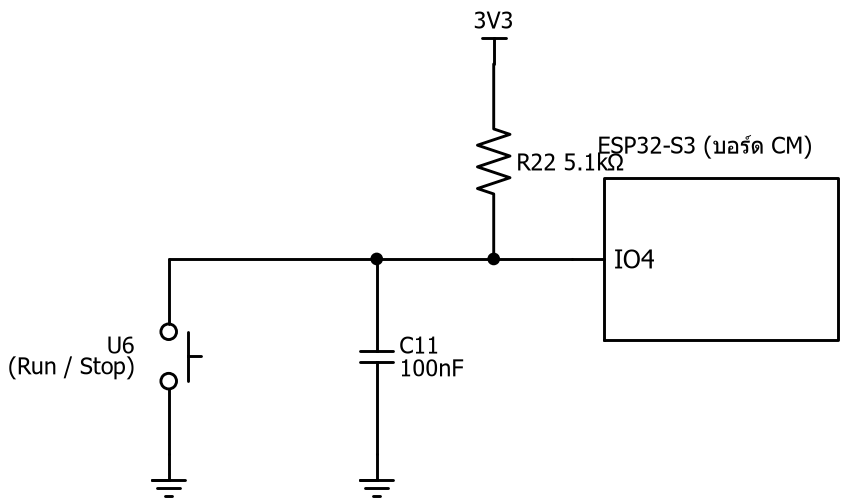 3V3
ESP32-S3 (บอร์ด CM)
R22 5.1kΩ
IO4
U6
(Run / Stop)
C11
100nF